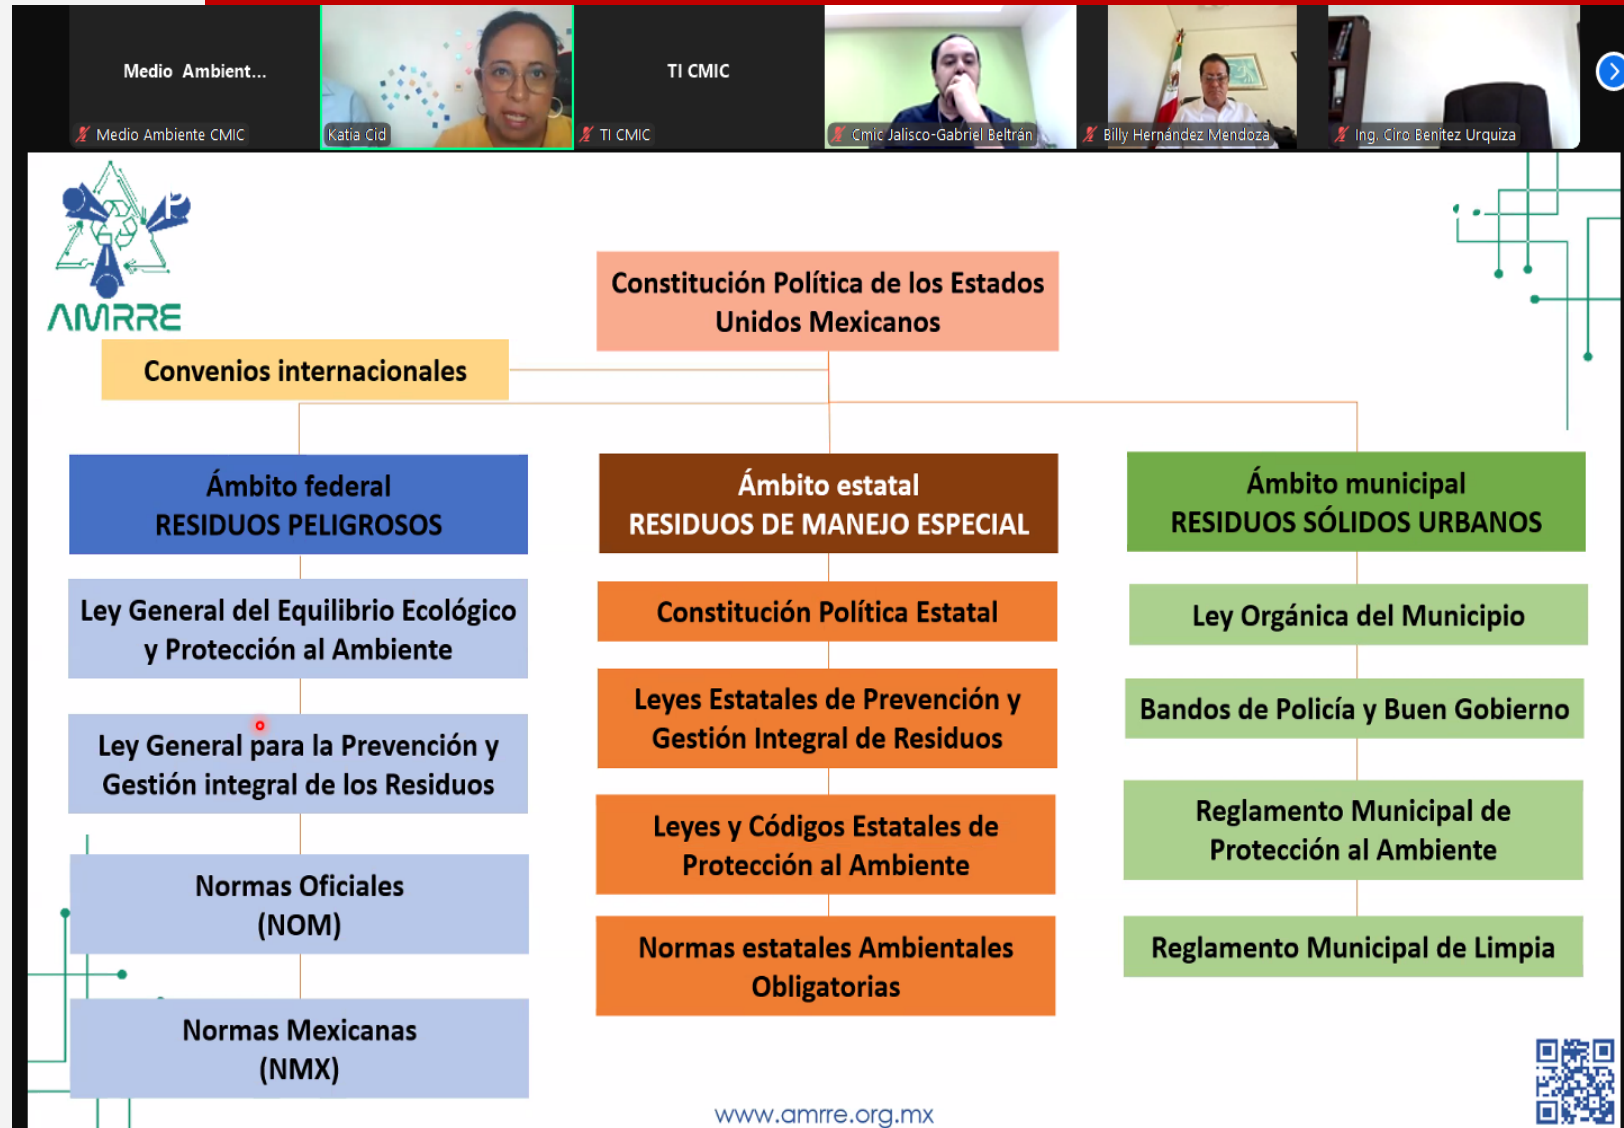 Medio Ambient...
TI CMIC
Medio Ambiente CMIC
Katia Cid
TI CMIC
Cmic Jalisco-Gabriel Beltrán
Billy Hernández Mendoza
Ing. Ciro Benitez Urquiza
P
AMRRE
Constitución Política de los Estados
Unidos Mexicanos
Convenios internacionales
Ámbito federal
RESIDUOS PELIGROSOS
Ley General del Equilibrio Ecológico
y Protección al Ambiente
Ley General para la Prevención y
Gestión integral de los Residuos
Normas Oficiales
(NOM)
Normas Mexicanas
(NMX)
Ámbito estatal
RESIDUOS DE MANEJO ESPECIAL
Constitución Política Estatal
Leyes Estatales de Prevención y
Gestión Integral de Residuos
Leyes y Códigos Estatales de
Protección al Ambiente
Normas estatales Ambientales
Obligatorias
Ámbito municipal
RESIDUOS SÓLIDOS URBANOS
Ley Orgánica del Municipio
Bandos de Policía y Buen Gobierno
Reglamento Municipal de
Protección al Ambiente
Reglamento Municipal de Limpia
www.amrre.org.mx